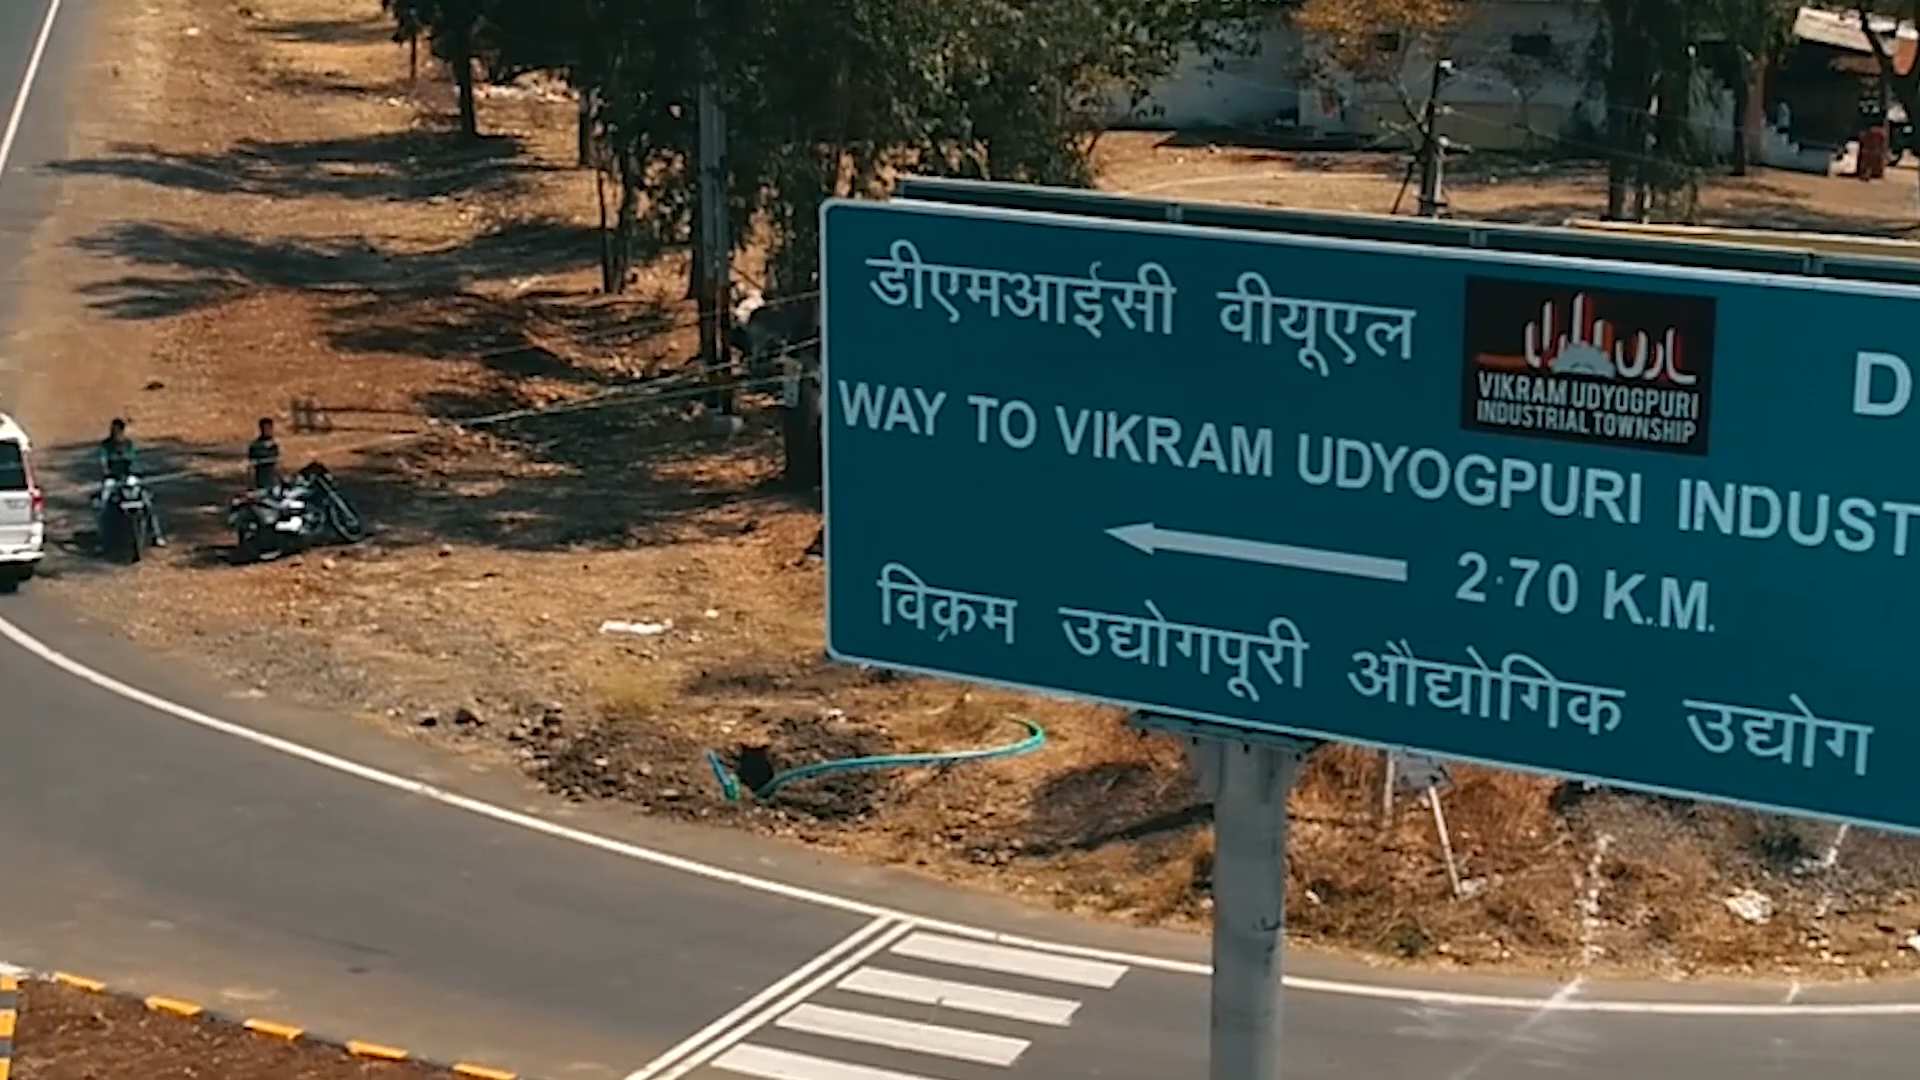 डीएमआईसी वीयूएल
D
VIKRAM UDYOGPURI
INDUSTRIAL TOWNSHIP
WAY TO VIKRAM UDYOGPURI INDUST
2.70 K.M.
विक्रम उद्योगपूरी औद्योगिक उद्योग